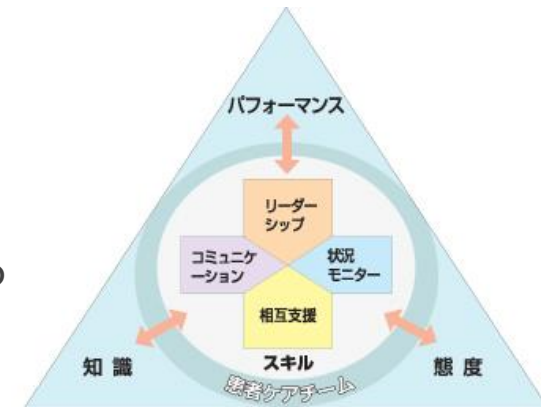 パフォーマンス
リーダー
シップ
コミュニケ
ーション
状況
モニター
相互支援
スキル
知 識
態 度
患者ケアチーム